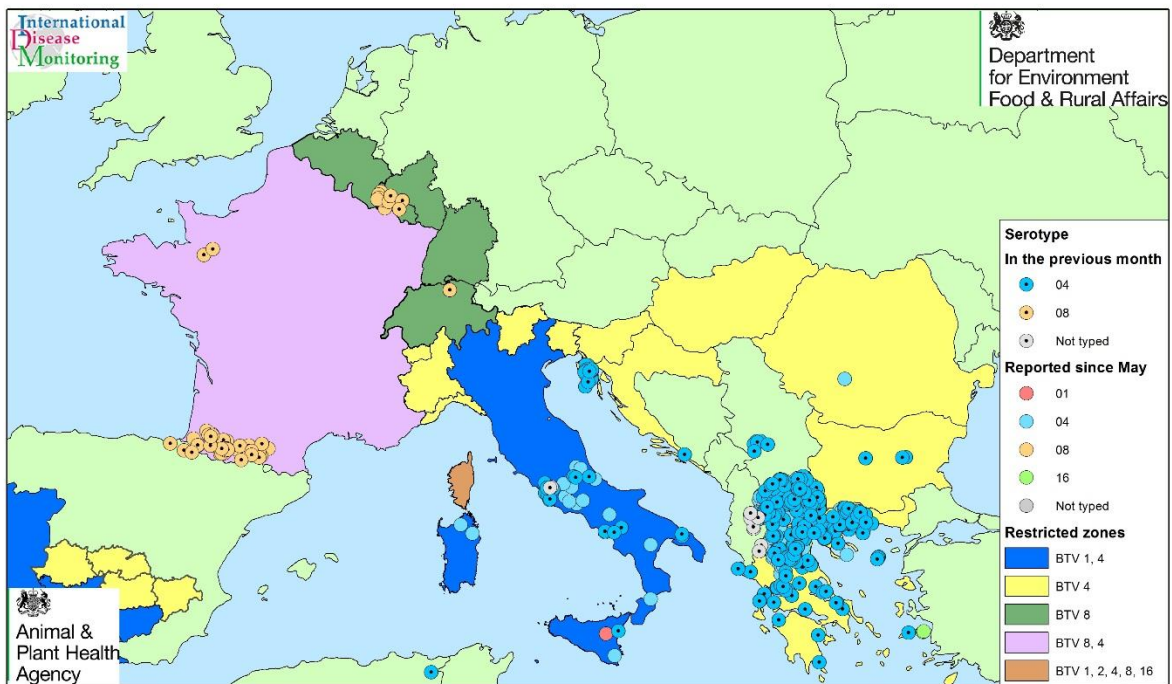 International
Disease
Monitoring
Department
for Environment
Food & Rural Affairs
Serotype
In the previous month
04
08
Not typed
Reported since May
01
04
08
16
Not typed
Restricted zones
BTV 1, 4
BTV 4
BTV 8
BTV 8, 4
BTV 1, 2, 4, 8, 16
Animal &
Plant Health
Agency